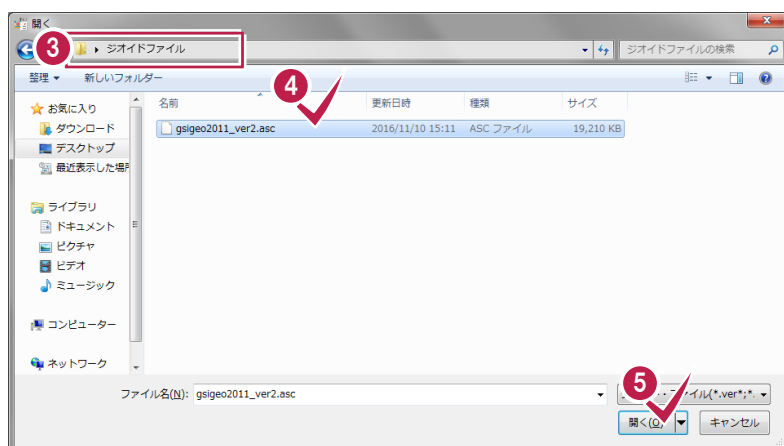 開く
3
ジオイドファイル
ジオイドファイルの検索
整理
新しいフォルダー
4
お気に入り
ダウンロード
デスクトップ
最近表示した場所
ライブラリ
ドキュメント
ピクチャ
ビデオ
ミュージック
コンピューター
ネットワーク
名前 更新日時 種類 サイズ
gsigeo2011_ver2.asc 2016/11/10 15:11 ASC ファイル 19,210 KB
ファイル名(N): gsigeo2011_ver2.asc
5
ファイル(*.ver*;*.
開く(O)
キャンセル